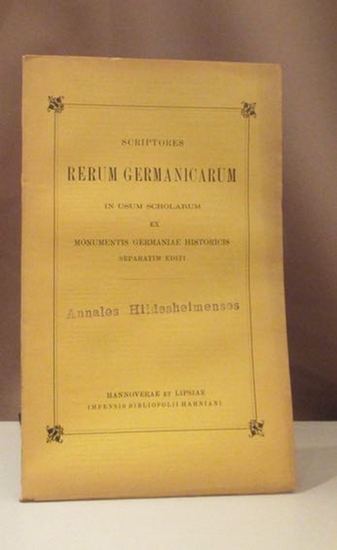 SCRIPTORES
RERUM GERMANICARUM
IN USUM SCHOLARUM
EX
MONUMENTIS GERMANIAE HISTORICIS
SEPARATIM EDITI
Annales Hildesheimenses
HANNOVERAE ET LIPSIAE
IMPENSIS BIBLIOPOLII HAHNIANI